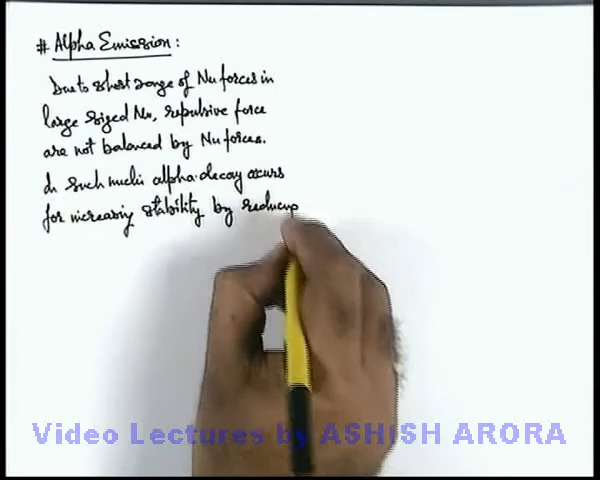 # Alpha Emission :
Due to short range of Nu forces in
large sized Nu, repulsive force
are not balanced by Nu forces.
In such nuclii alpha-decay occurs
for increasing stability by reducing
Video Lectures by ASHISH ARORA